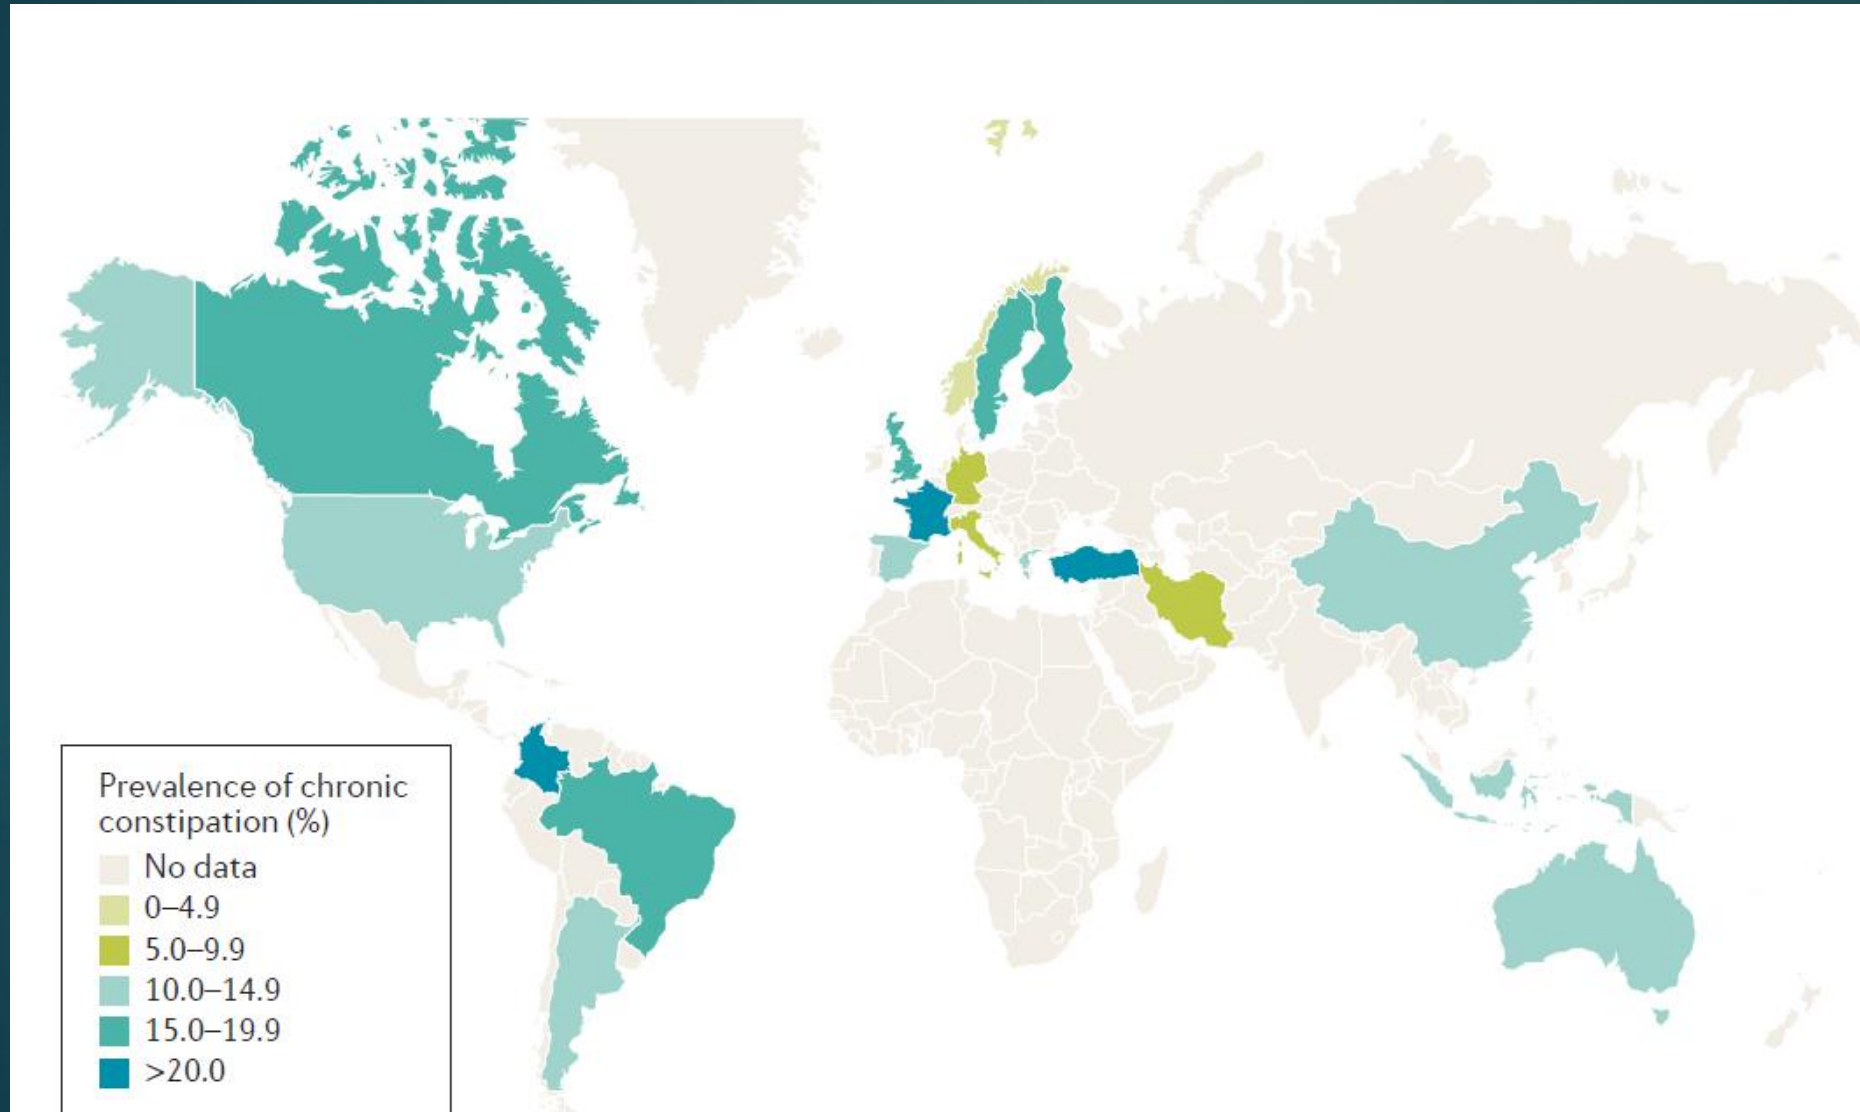 Prevalence of chronic
constipation (%)
No data
0–4.9
5.0–9.9
10.0–14.9
15.0–19.9
>20.0